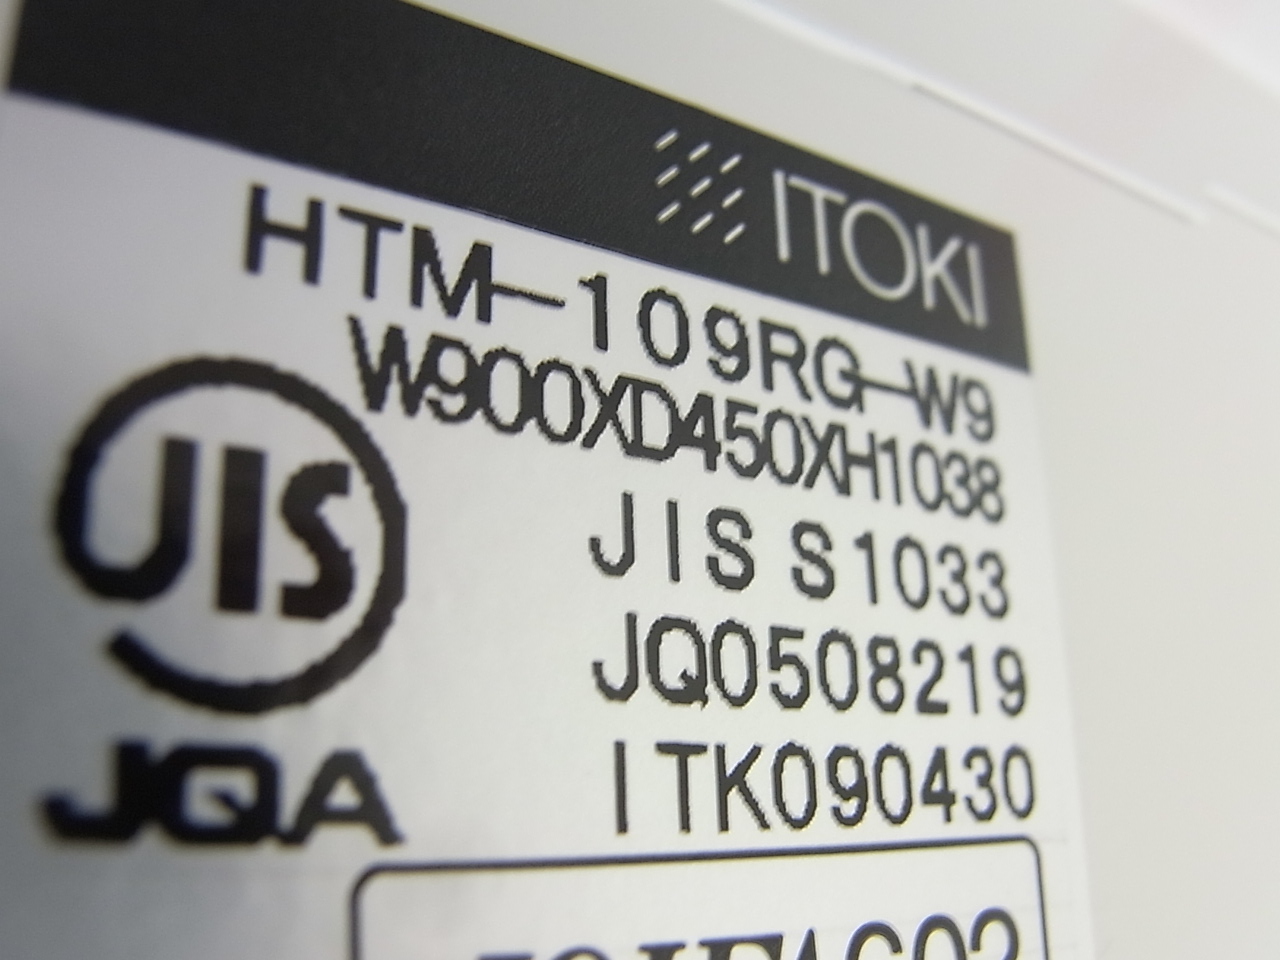 ITOKI
HTM-109RG-W9
W900XD450XH1038
JIS S1033
JQ0508219
ITK090430
JIS
JQA